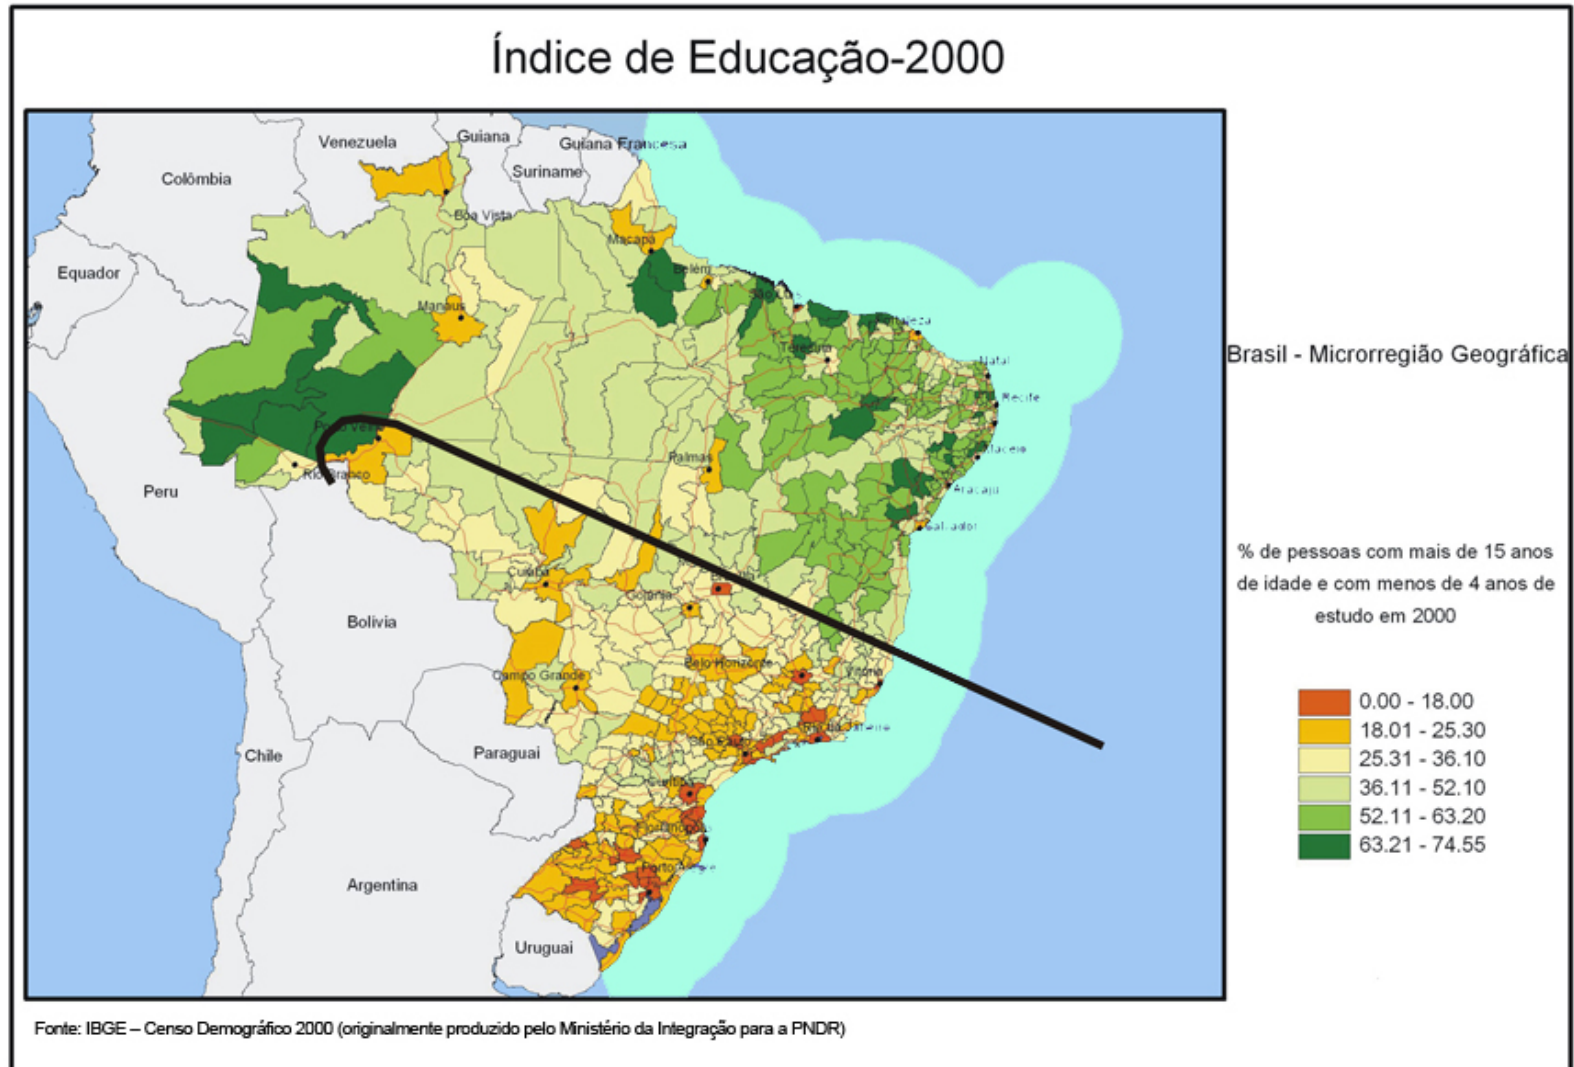 Índice de Educação-2000
Venezuela
Guiana
Guiana Francesa
Suriname
Colômbia
Boa Vista
Macapá
Equador
Belém
Manaus
Fortaleza
Teresina
Natal
Brasil - Microrregião Geográfica
Recife
Porto Velho
Maceio
Palmas
Rio Branco
Peru
Aracaju
Salvador
% de pessoas com mais de 15 anos
de idade e com menos de 4 anos de
estudo em 2000
Cuiabá
Goiânia
Bolívia
Belo Horizonte
Vitória
Campo Grande
0.00 - 18.00
18.01 - 25.30
25.31 - 36.10
36.11 - 52.10
52.11 - 63.20
63.21 - 74.55
São Paulo
Paraguai
Chile
Curitiba
Florianópolis
Porto Alegre
Argentina
Uruguai
Fonte: IBGE – Censo Demográfico 2000 (originalmente produzido pelo Ministério da Integração para a PNDR)